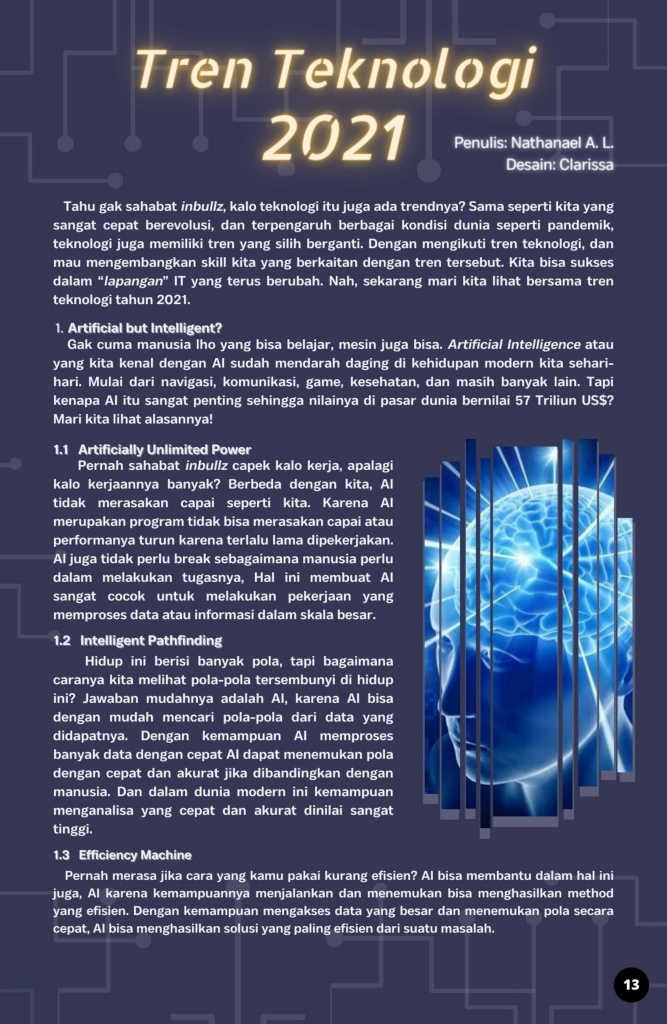 Tren Teknologi
2021
Penulis: Nathanael A. L.
Desain: Clarissa
Tahu gak sahabat inbullz, kalo teknologi itu juga ada trendnya? Sama seperti kita yang
sangat cepat berevolusi, dan terpengaruh berbagai kondisi dunia seperti pandemik,
teknologi juga memiliki tren yang silih berganti. Dengan mengikuti tren teknologi, dan
mau mengembangkan skill kita yang berkaitan dengan tren tersebut. Kita bisa sukses
dalam “lapangan” IT yang terus berubah. Nah, sekarang mari kita lihat bersama tren
teknologi tahun 2021.
1. Artificial but Intelligent?
Gak cuma manusia lho yang bisa belajar, mesin juga bisa. Artificial Intelligence atau
yang kita kenal dengan AI sudah mendarah daging di kehidupan modern kita sehari-
hari. Mulai dari navigasi, komunikasi, game, kesehatan, dan masih banyak lain. Tapi
kenapa AI itu sangat penting sehingga nilainya di pasar dunia bernilai 57 Triliun US$?
Mari kita lihat alasannya!
1.1 Artificially Unlimited Power
Pernah sahabat inbullz capek kalo kerja, apalagi
kalo kerjaannya banyak? Berbeda dengan kita, AI
tidak merasakan capai seperti kita. Karena AI
merupakan program tidak bisa merasakan capai atau
performanya turun karena terlalu lama dipekerjakan.
AI juga tidak perlu break sebagaimana manusia perlu
dalam melakukan tugasnya, Hal ini membuat AI
sangat cocok untuk melakukan pekerjaan yang
memproses data atau informasi dalam skala besar.
1.2 Intelligent Pathfinding
Hidup ini berisi banyak pola, tapi bagaimana
caranya kita melihat pola-pola tersembunyi di hidup
ini? Jawaban mudahnya adalah AI, karena AI bisa
dengan mudah mencari pola-pola dari data yang
didapatnya. Dengan kemampuan AI memproses
banyak data dengan cepat AI dapat menemukan pola
dengan cepat dan akurat jika dibandingkan dengan
manusia. Dan dalam dunia modern ini kemampuan
menganalisa yang cepat dan akurat dinilai sangat
tinggi.
1.3 Efficiency Machine
Pernah merasa jika cara yang kamu pakai kurang efisien? AI bisa membantu dalam hal ini
juga, AI karena kemampuannya menjalankan dan menemukan bisa menghasilkan method
yang efisien. Dengan kemampuan mengakses data yang besar dan menemukan pola secara
cepat, AI bisa menghasilkan solusi yang paling efisien dari suatu masalah.
13